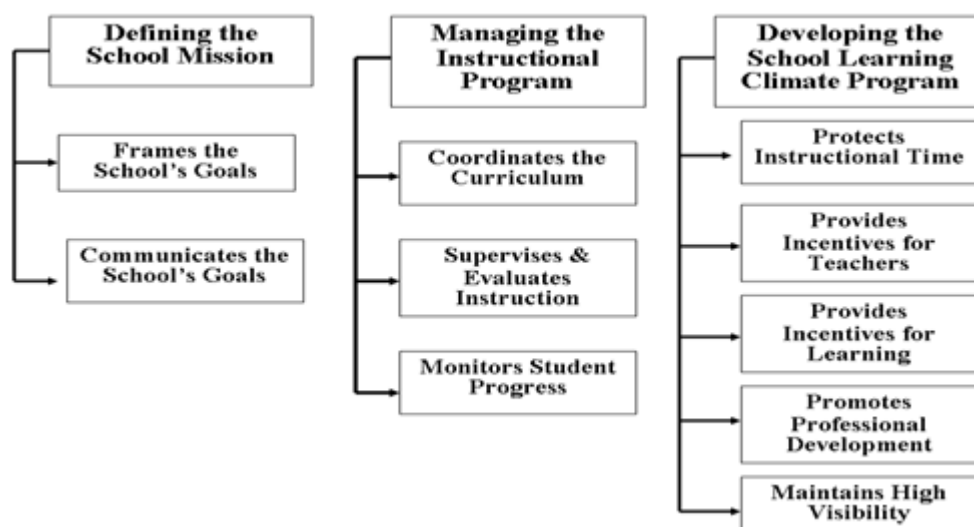 Defining the
School Mission
Frames the
School's Goals
Communicates the
School's Goals
Managing the
Instructional
Program
Coordinates the
Curriculum
Supervises &
Evaluates
Instruction
Monitors Student
Progress
Developing the
School Learning
Climate Program
Protects
Instructional Time
Provides
Incentives for
Teachers
Provides
Incentives for
Learning
Promotes
Professional
Development
Maintains High
Visibility